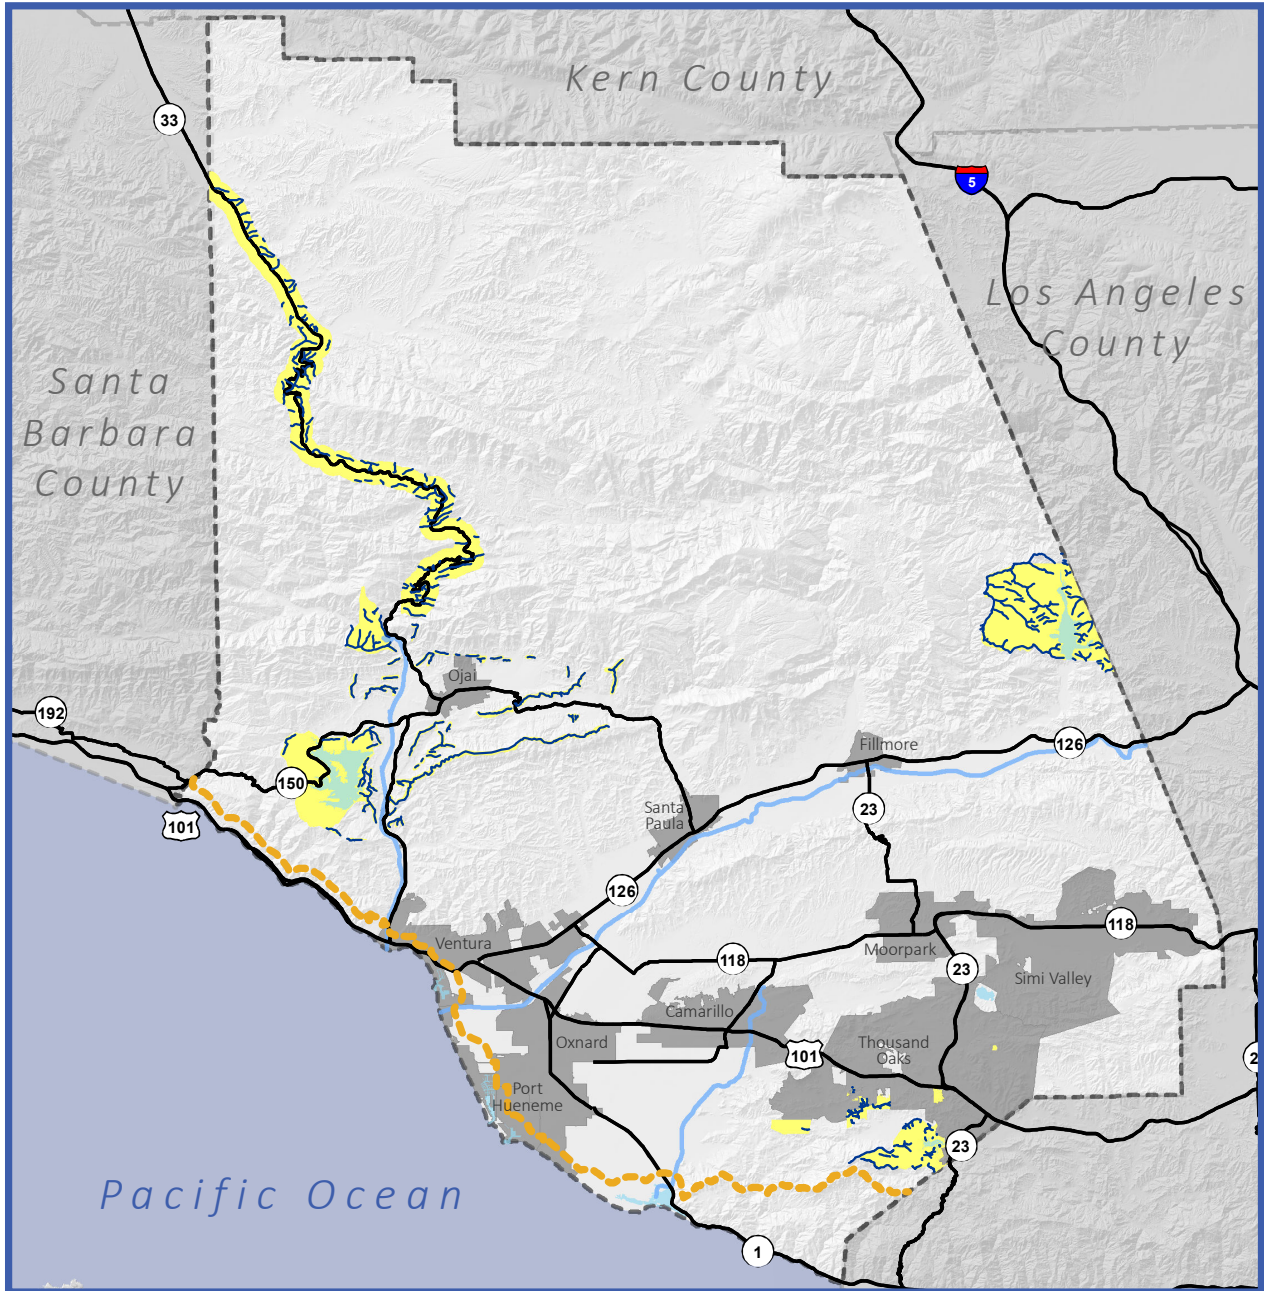 Kern County
33
5
Los Angeles
County
Santa
Barbara
County
Ojai
192
Fillmore
126
150
Santa
Paula
23
101
126
118
Ventura
Moorpark
118
23
Simi Valley
Camarillo
Oxnard
Thousand
Oaks
101
2
Port
Hueneme
23
Pacific Ocean
1